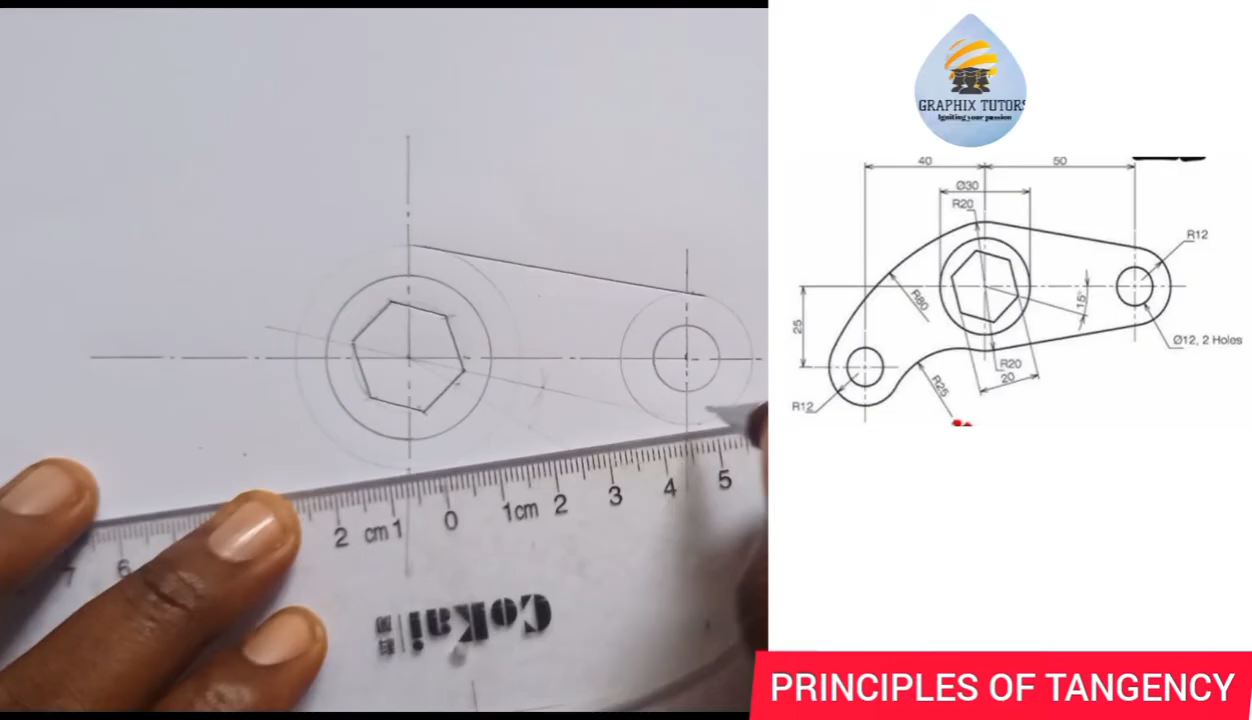 GRAPHIX TUTORS
Igniting your passion
40
50
Ø30
R20
R12
R80
15°
25
Ø12, 2 Holes
R20
20
R25
R12
7 6 2 cm 1 0 1cm 2 3 4 5
CoKai
PRINCIPLES OF TANGENCY